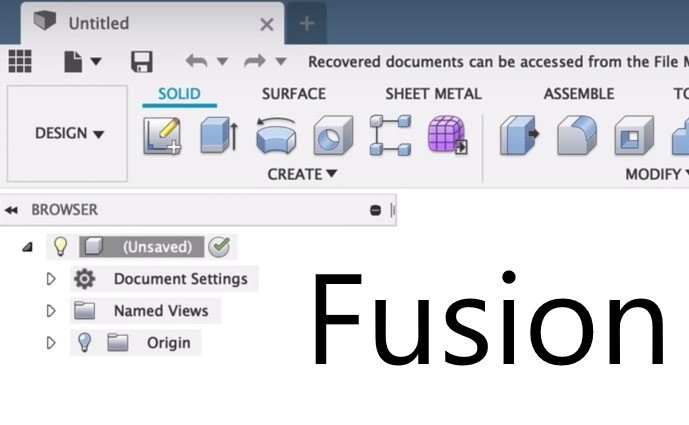 Untitled
Recovered documents can be accessed from the File
SOLID SURFACE SHEET METAL ASSEMBLE
DESIGN
CREATE MODIFY
BROWSER
(Unsaved)
Document Settings
Named Views
Origin
Fusion